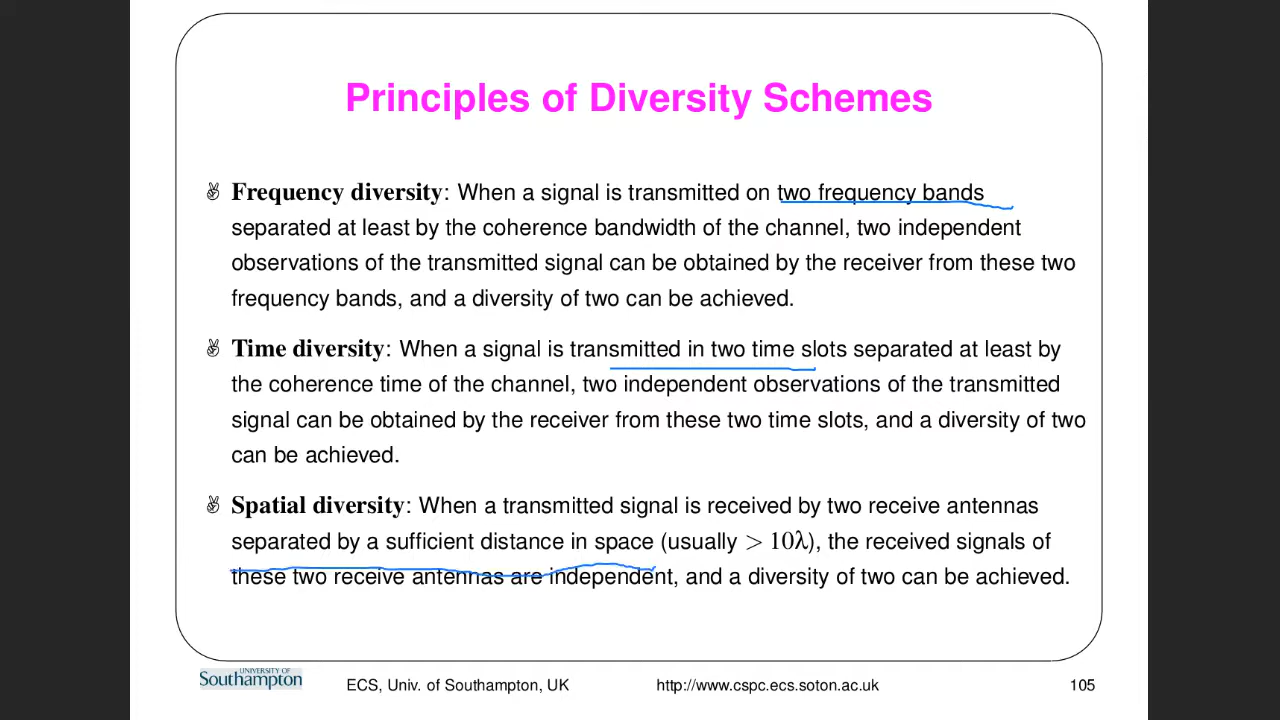 Principles of Diversity Schemes
Frequency diversity: When a signal is transmitted on two frequency bands
separated at least by the coherence bandwidth of the channel, two independent
observations of the transmitted signal can be obtained by the receiver from these two
frequency bands, and a diversity of two can be achieved.
Time diversity: When a signal is transmitted in two time slots separated at least by
the coherence time of the channel, two independent observations of the transmitted
signal can be obtained by the receiver from these two time slots, and a diversity of two
can be achieved.
Spatial diversity: When a transmitted signal is received by two receive antennas
separated by a sufficient distance in space (usually > 10λ), the received signals of
these two receive antennas are independent, and a diversity of two can be achieved.
UNIVERSITY OF
Southampton
ECS, Univ. of Southampton, UK http://www.cspc.ecs.soton.ac.uk 105